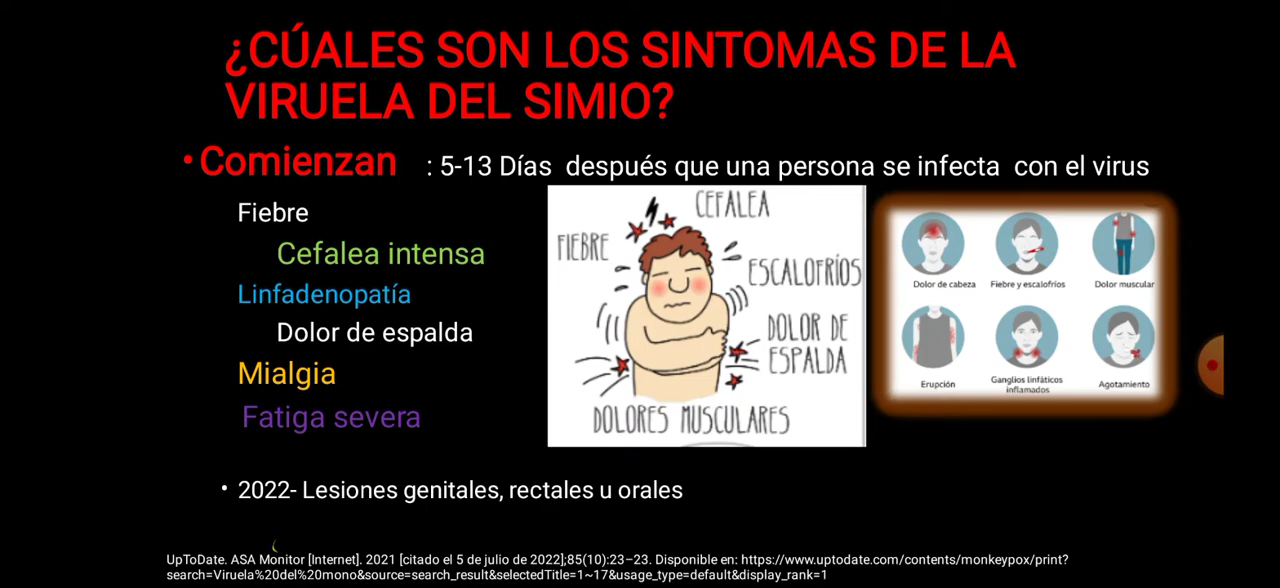 ¿CÚALES SON LOS SINTOMAS DE LA
VIRUELA DEL SIMIO?
• Comienzan : 5-13 Días después que una persona se infecta con el virus
Fiebre
Cefalea intensa
Linfadenopatía
Dolor de espalda
Mialgia
Fatiga severa
CEFALEA
FIEBRE
ESCALOFRÍOS
DOLOR DE
ESPALDA
DOLORES MUSCULARES
Dolor de cabeza
Fiebre y escalofríos
Dolor muscular
Erupción
Ganglios linfáticos
inflamados
Agotamiento
• 2022- Lesiones genitales, rectales u orales
UpToDate. ASA Monitor [Internet]. 2021 [citado el 5 de julio de 2022];85(10):23–23. Disponible en: https://www.uptodate.com/contents/monkeypox/print?
search=Viruela%20del%20mono&source=search_result&selectedTitle=1~17&usage_type=default&display_rank=1